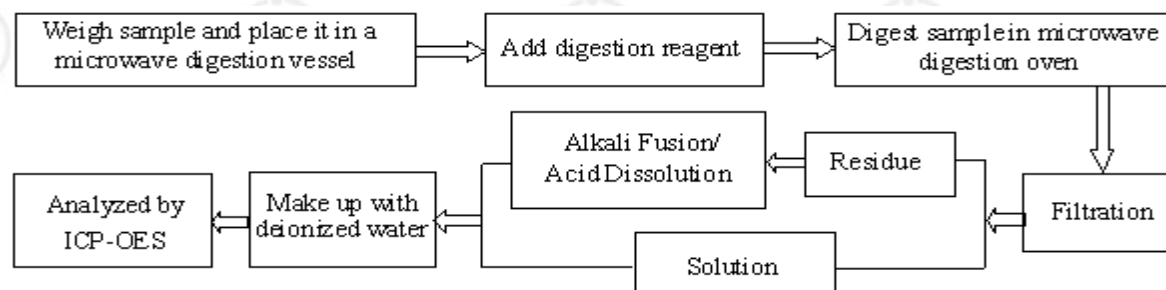 Weigh sample and place it in a
microwave digestion vessel
Add digestion reagent
Digest sample in microwave
digestion oven
Filtration
Residue
Alkali Fusion/
Acid Dissolution
Solution
Make up with
deionized water
Analyzed by
ICP-OES